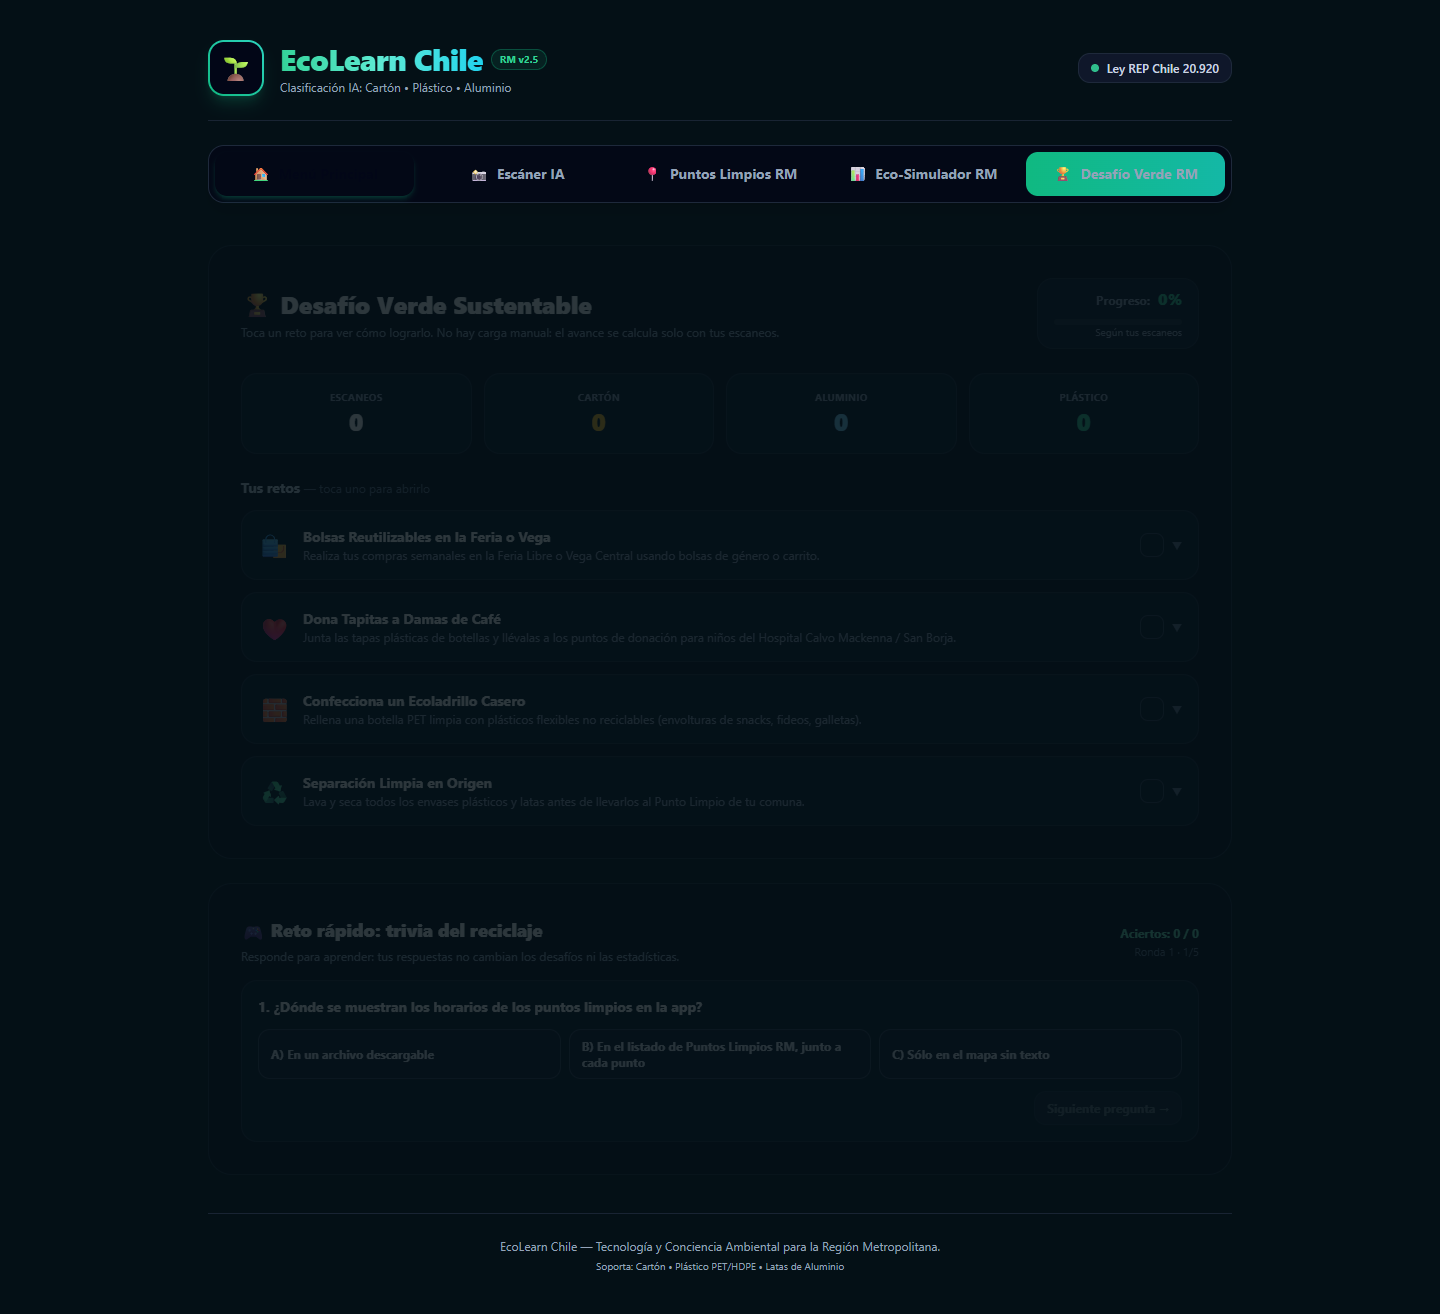 EcoLearn Chile RM v2.5
Clasificación IA: Cartón • Plástico • Aluminio
Ley REP Chile 20.920
Escáner IA
Puntos Limpios RM
Eco-Simulador RM
Desafío Verde RM
Desafío Verde Sustentable
Toca un reto para ver cómo lograrlo. No hay carga manual: el avance se calcula solo con tus escaneos.
Progreso: 0%
Según tus escaneos
ESCANEOS
0
CARTÓN
0
ALUMINIO
0
PLÁSTICO
0
Tus retos — toca uno para abrirlo
Bolsas Reutilizables en la Feria o Vega
Realiza tus compras semanales en la Feria Libre o Vega Central usando bolsas de género o carrito.
Dona Tapitas a Damas de Café
Junta las tapas plásticas de botellas y llévalas a los puntos de donación para niños del Hospital Calvo Mackenna / San Borja.
Confecciona un Ecoladrillo Casero
Rellena una botella PET limpia con plásticos flexibles no reciclables (envolturas de snacks, fideos, galletas).
Separación Limpia en Origen
Lava y seca todos los envases plásticos y latas antes de llevarlos al Punto Limpio de tu comuna.
Reto rápido: trivia del reciclaje
Responde para aprender: tus respuestas no cambian los desafíos ni las estadísticas.
Aciertos: 0 / 0
Ronda 1 · 1/5
1. ¿Dónde se muestran los horarios de los puntos limpios en la app?
A) En un archivo descargable
B) En el listado de Puntos Limpios RM, junto a
cada punto
C) Sólo en el mapa sin texto
Siguiente pregunta →
EcoLearn Chile — Tecnología y Conciencia Ambiental para la Región Metropolitana.
Soporta: Cartón • Plástico PET/HDPE • Latas de Aluminio